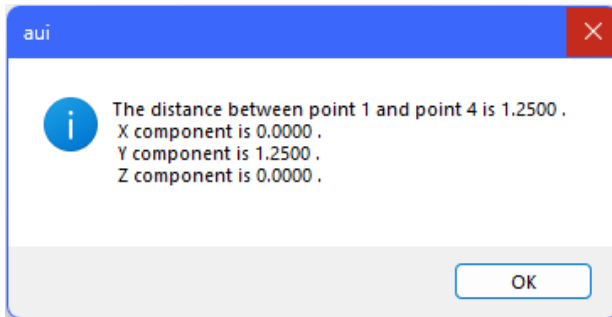 aui
The distance between point 1 and point 4 is 1.2500 .
X component is 0.0000 .
Y component is 1.2500 .
Z component is 0.0000 .
OK